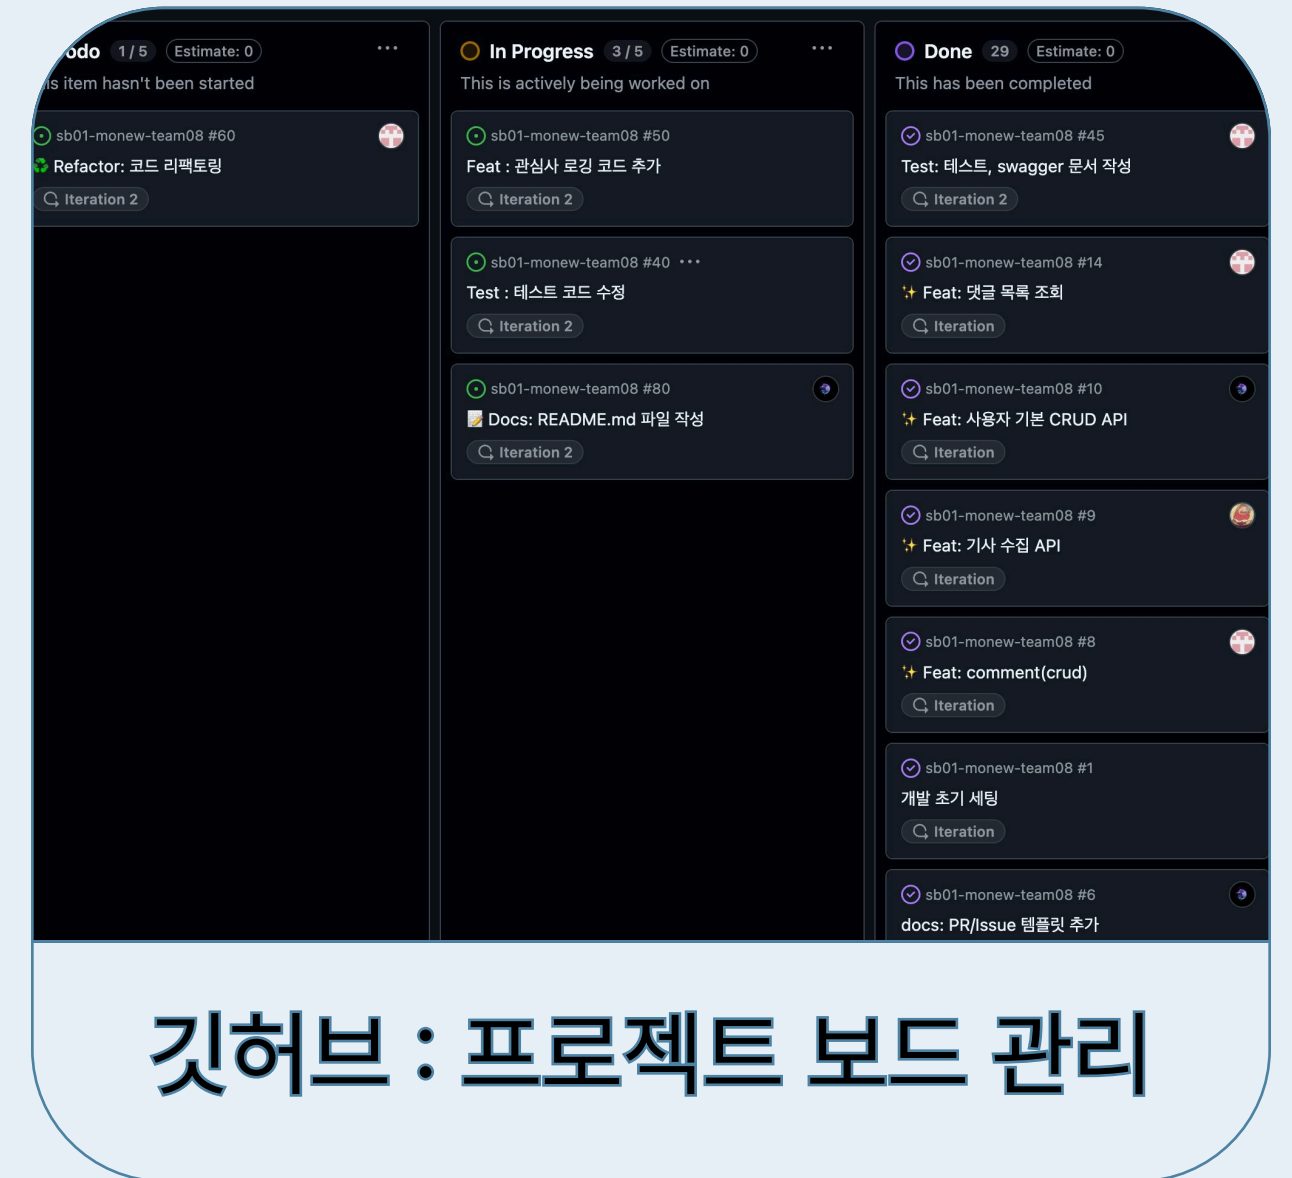 odo 1 / 5 Estimate: 0
is item hasn't been started
sb01-monew-team08 #60
Refactor: 코드 리팩토링
Iteration 2
In Progress 3 / 5 Estimate: 0
This is actively being worked on
sb01-monew-team08 #50
Feat : 관심사 로깅 코드 추가
Iteration 2
sb01-monew-team08 #40
Test : 테스트 코드 수정
Iteration 2
sb01-monew-team08 #80
Docs: README.md 파일 작성
Iteration 2
Done 29 Estimate: 0
This has been completed
sb01-monew-team08 #45
Test: 테스트, swagger 문서 작성
Iteration 2
sb01-monew-team08 #14
Feat: 댓글 목록 조회
Iteration
sb01-monew-team08 #10
Feat: 사용자 기본 CRUD API
Iteration
sb01-monew-team08 #9
Feat: 기사 수집 API
Iteration
sb01-monew-team08 #8
Feat: comment(crud)
Iteration
sb01-monew-team08 #1
개발 초기 세팅
Iteration
sb01-monew-team08 #6
docs: PR/Issue 템플릿 추가
깃허브 : 프로젝트 보드 관리